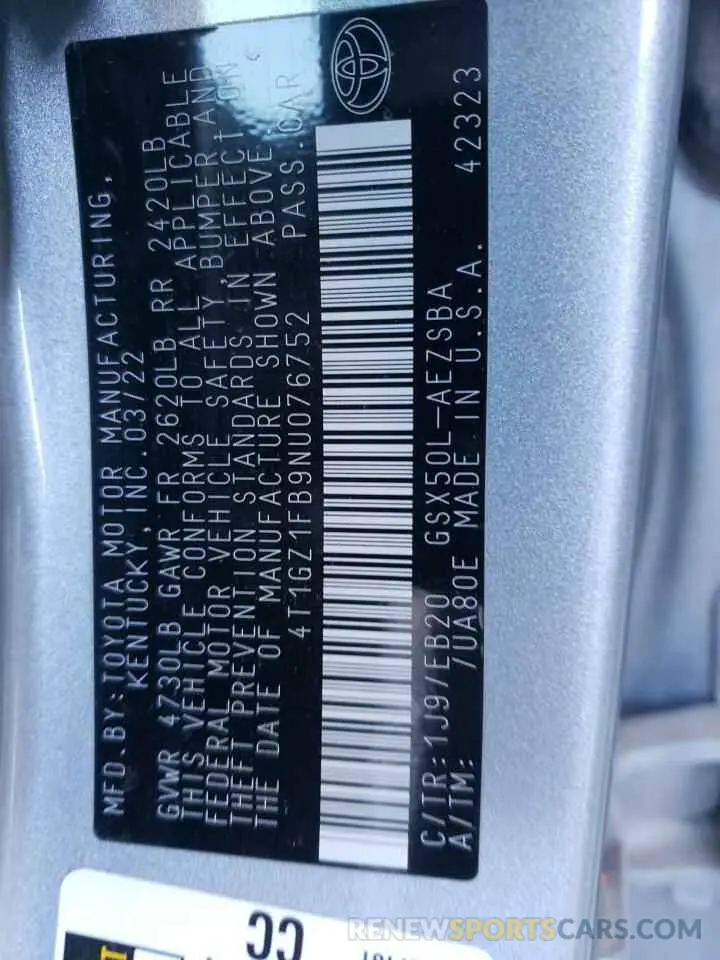 MFD.BY:TOYOTA MOTOR MANUFACTURING,
KENTUCKY,INC.03/22
GVWR 4730LB GAWR FR 2620LB RR 2420LB
THIS VEHICLE CONFORMS TO ALL APPLICABLE
FEDERAL MOTOR VEHICLE SAFETY,BUMPER AND
THEFT PREVENTION STANDARDS IN EFFECT ON
THE DATE OF MANUFACTURE SHOWN ABOVE.
4T1GZ1FB9NU076752 PASS.CAR
C/TR:1J9/EB20 GSX50L-AEZSBA
A/TM: 7UA80E MADE IN U.S.A. 42323
CC
RENEWSPORTSCARS.COM